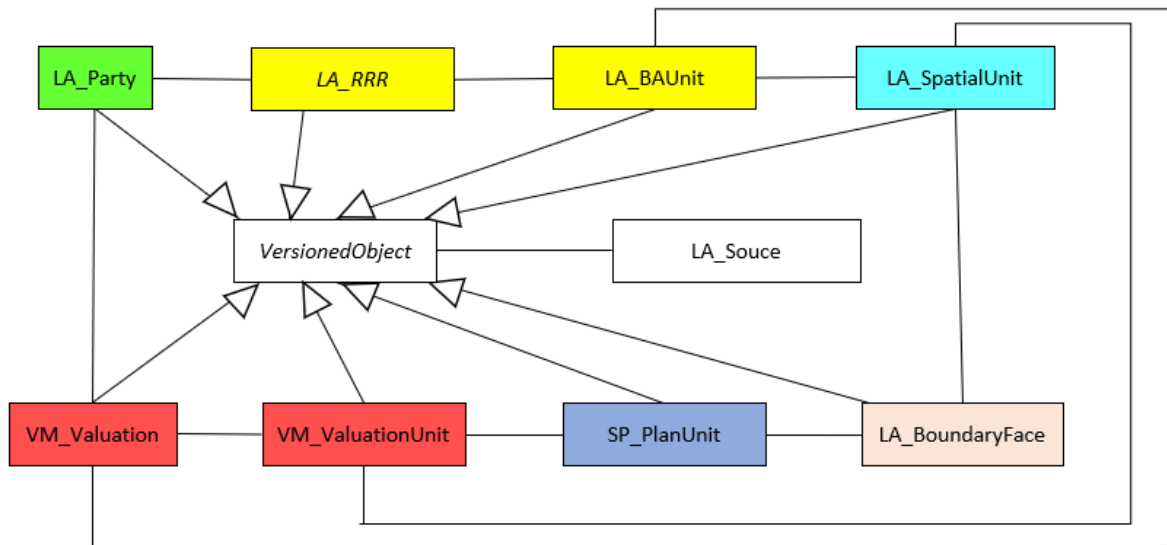 LA_Party
LA_RRR
LA_BAUnit
LA_SpatialUnit
VersionedObject
LA_Souce
VM_Valuation
VM_ValuationUnit
SP_PlanUnit
LA_BoundaryFace